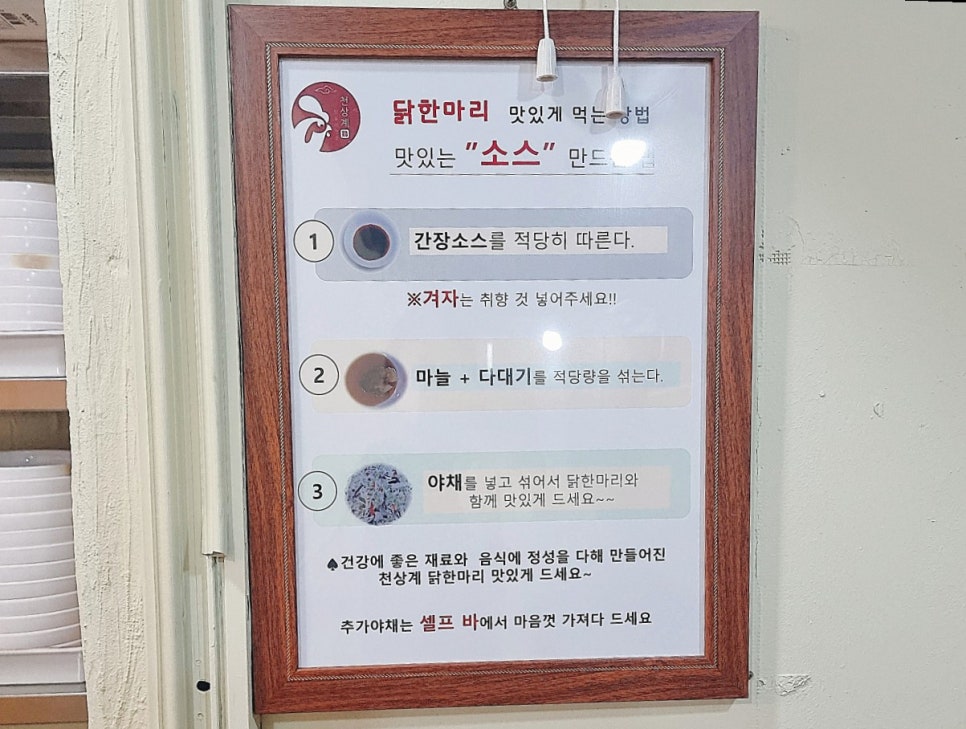 천상계
닭한마리 맛있게 먹는 방법
맛있는 "소스" 만드는
1 간장소스를 적당히 따른다.
※겨자는 취향 것 넣어주세요!!
2 마늘 + 다대기를 적당량을 섞는다.
3 야채를 넣고 섞어서 닭한마리와
함께 맛있게 드세요~~
♠건강에 좋은 재료와 음식에 정성을 다해 만들어진
천상계 닭한마리 맛있게 드세요~
추가야채는 셀프 바에서 마음껏 가져다 드세요